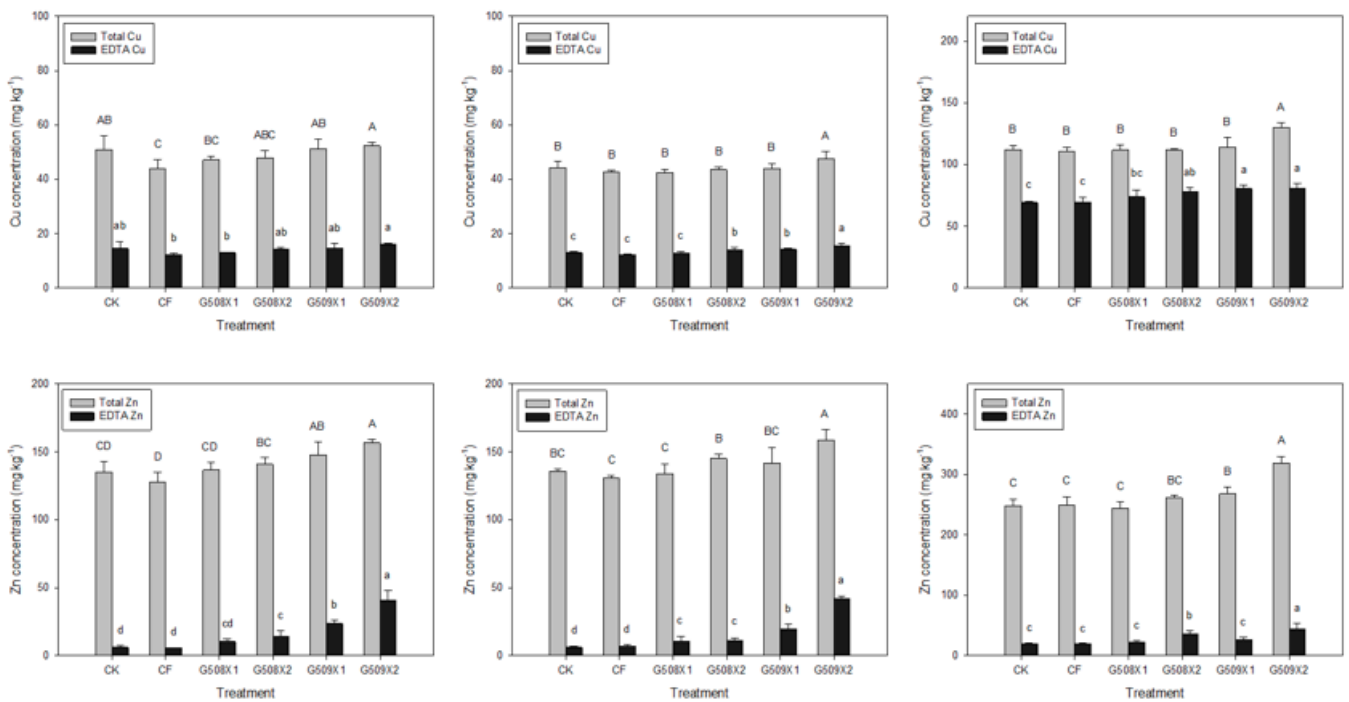 Cu concentration (mg kg⁻¹)
100
80
60
40
20
0
Total Cu
EDTA Cu
AB
C
BC
ABC
AB
A
ab
b
b
ab
ab
a
CK CF G508X1 G508X2 G509X1 G509X2
Treatment
Cu concentration (mg kg⁻¹)
100
80
60
40
20
0
Total Cu
EDTA Cu
B
B
B
B
B
A
c
c
c
b
b
a
CK CF G508X1 G508X2 G509X1 G509X2
Treatment
Cu concentration (mg kg⁻¹)
200
150
100
50
0
Total Cu
EDTA Cu
B
B
B
B
B
A
c
c
bc
ab
a
a
CK CF G508X1 G508X2 G509X1 G509X2
Treatment
Zn concentration (mg kg⁻¹)
200
150
100
50
0
Total Zn
EDTA Zn
CD
D
CD
BC
AB
A
d
d
cd
c
b
a
CK CF G508X1 G508X2 G509X1 G509X2
Treatment
Zn concentration (mg kg⁻¹)
200
150
100
50
0
Total Zn
EDTA Zn
BC
C
C
B
BC
A
d
d
c
c
b
a
CK CF G508X1 G508X2 G509X1 G509X2
Treatment
Zn concentration (mg kg⁻¹)
400
300
200
100
0
Total Zn
EDTA Zn
C
C
C
BC
B
A
c
c
c
b
c
a
CK CF G508X1 G508X2 G509X1 G509X2
Treatment